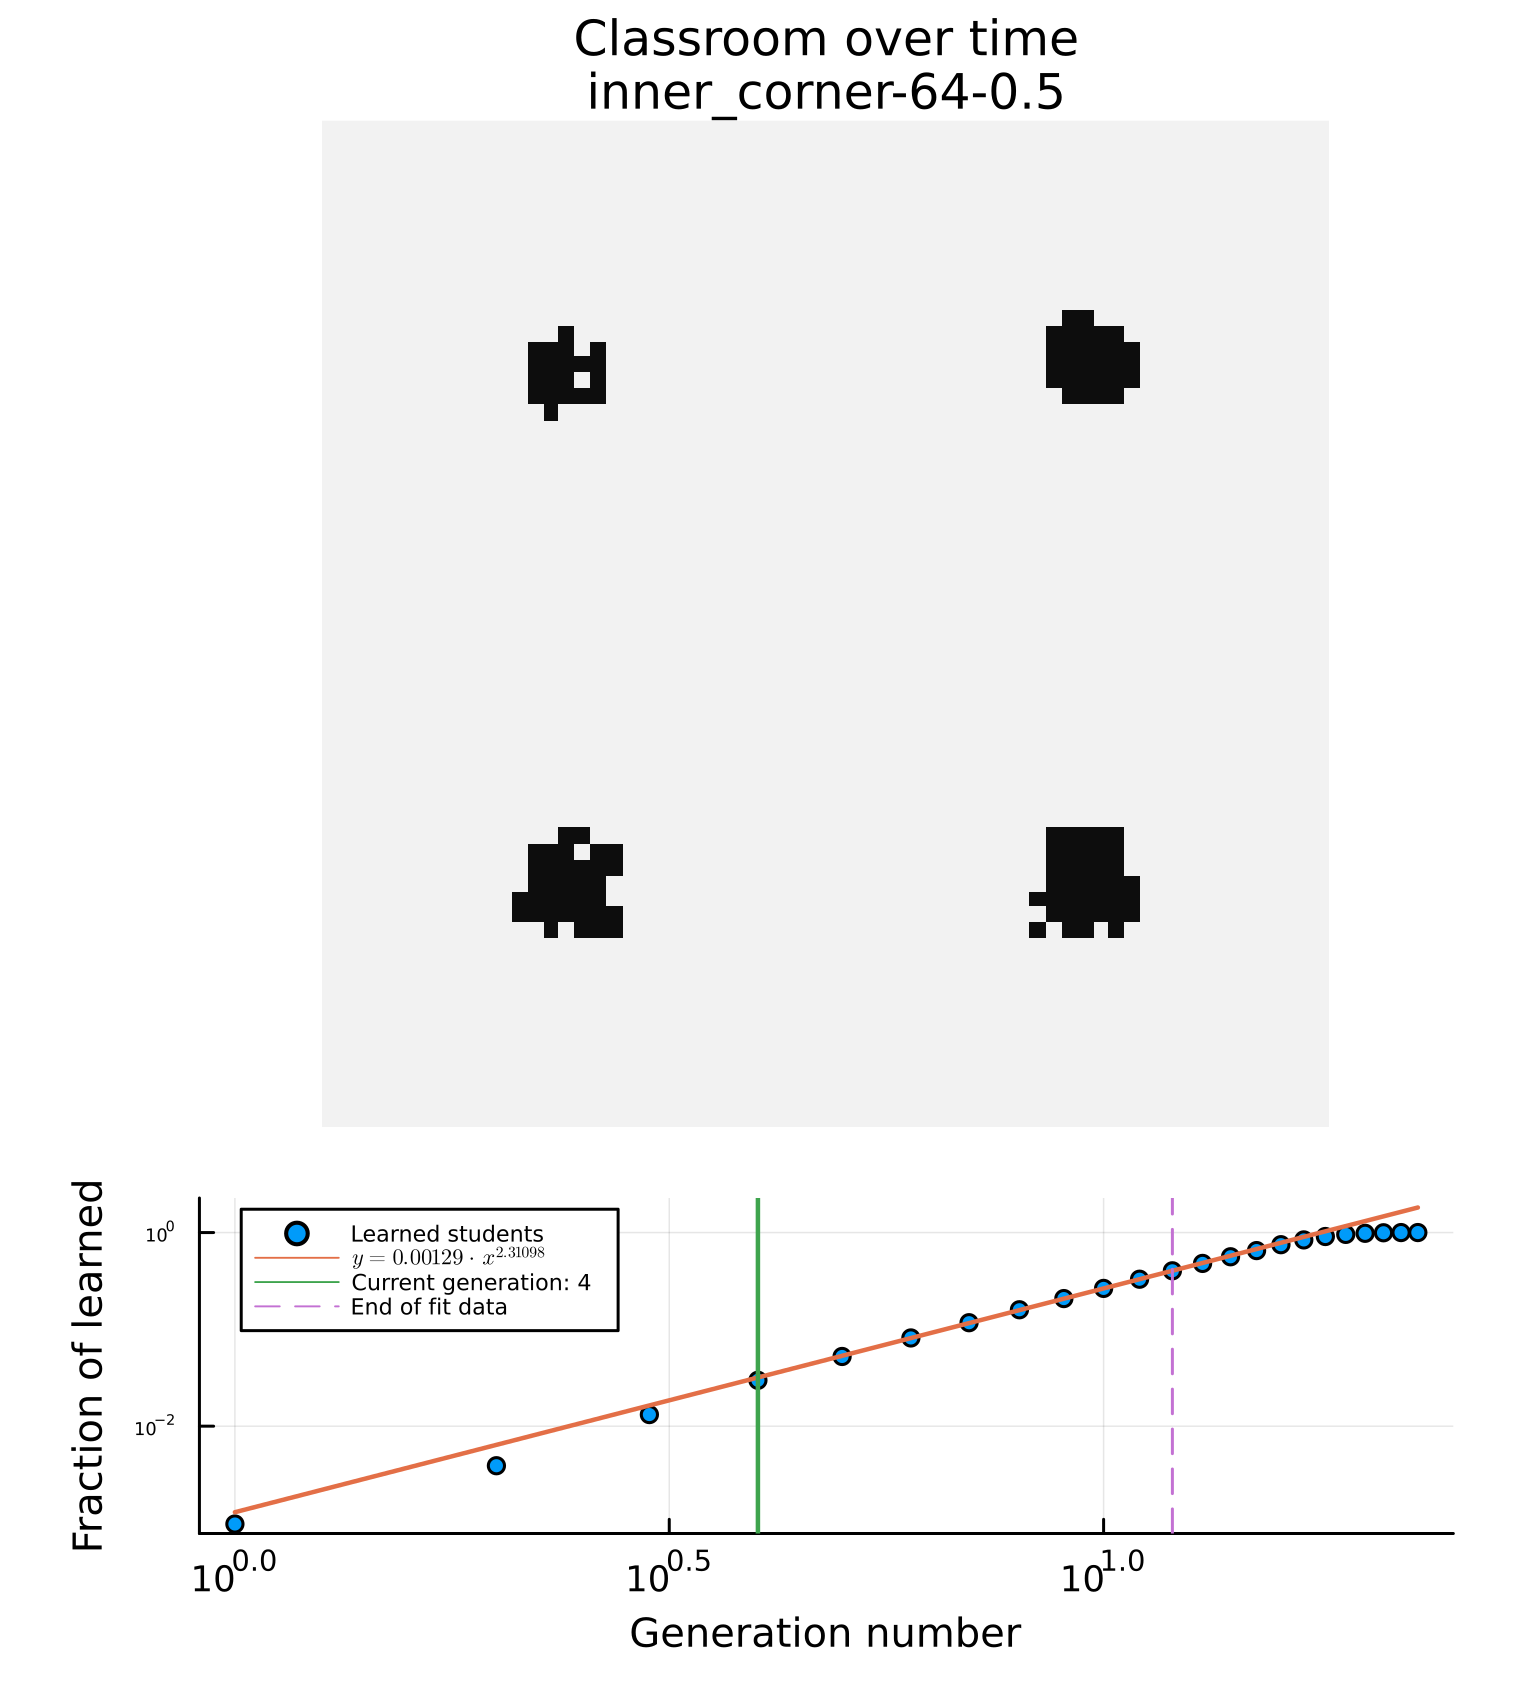 Classroom over time
inner_corner-64-0.5
Fraction of learned
10^0
10^−2
Learned students
y = 0.00129 · x^2.31098
Current generation: 4
End of fit data
10^0.0
10^0.5
10^1.0
Generation number